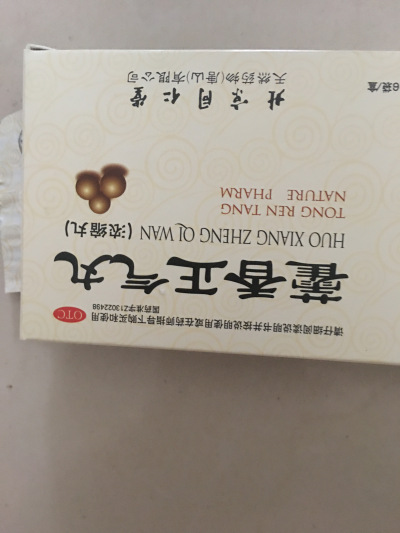 请仔细阅读说明书并按说明使用或在药师指导下购买和使用
OTC
国药准字Z13022498
藿香正气丸
HUO XIANG ZHENG QI WAN (浓缩丸)
TONG REN TANG
NATURE PHARM
北京同仁堂
天然药物(唐山)有限公司
袋/盒